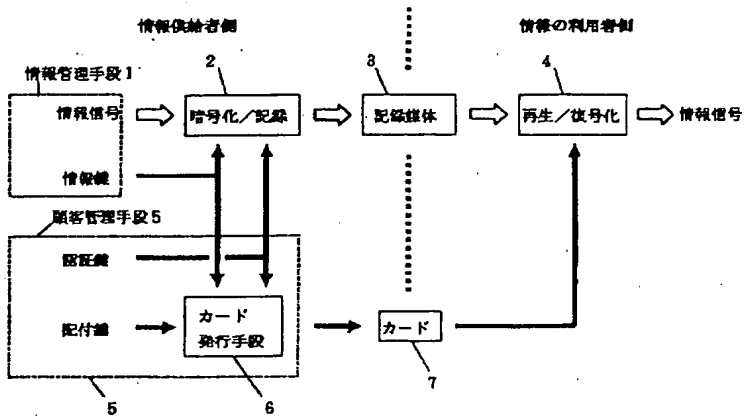 情報供給者側
情報の利用者側
情報管理手段1
2
3
4
情報信号
暗号化／記録
記録媒体
再生／復号化
情報信号
情報鍵
顧客管理手段5
認証鍵
配付鍵
カード
発行手段
カード
5
6
7